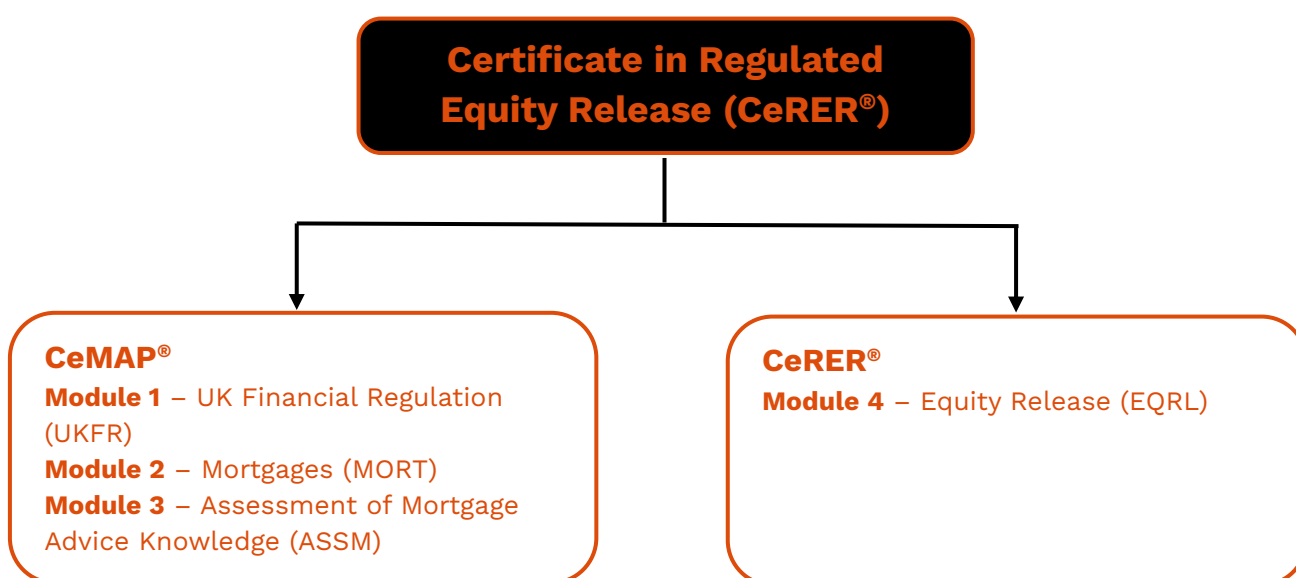 Certificate in Regulated
Equity Release (CeRER®)
CeMAP®
Module 1 – UK Financial Regulation
(UKFR)
Module 2 – Mortgages (MORT)
Module 3 – Assessment of Mortgage
Advice Knowledge (ASSM)
CeRER®
Module 4 – Equity Release (EQRL)